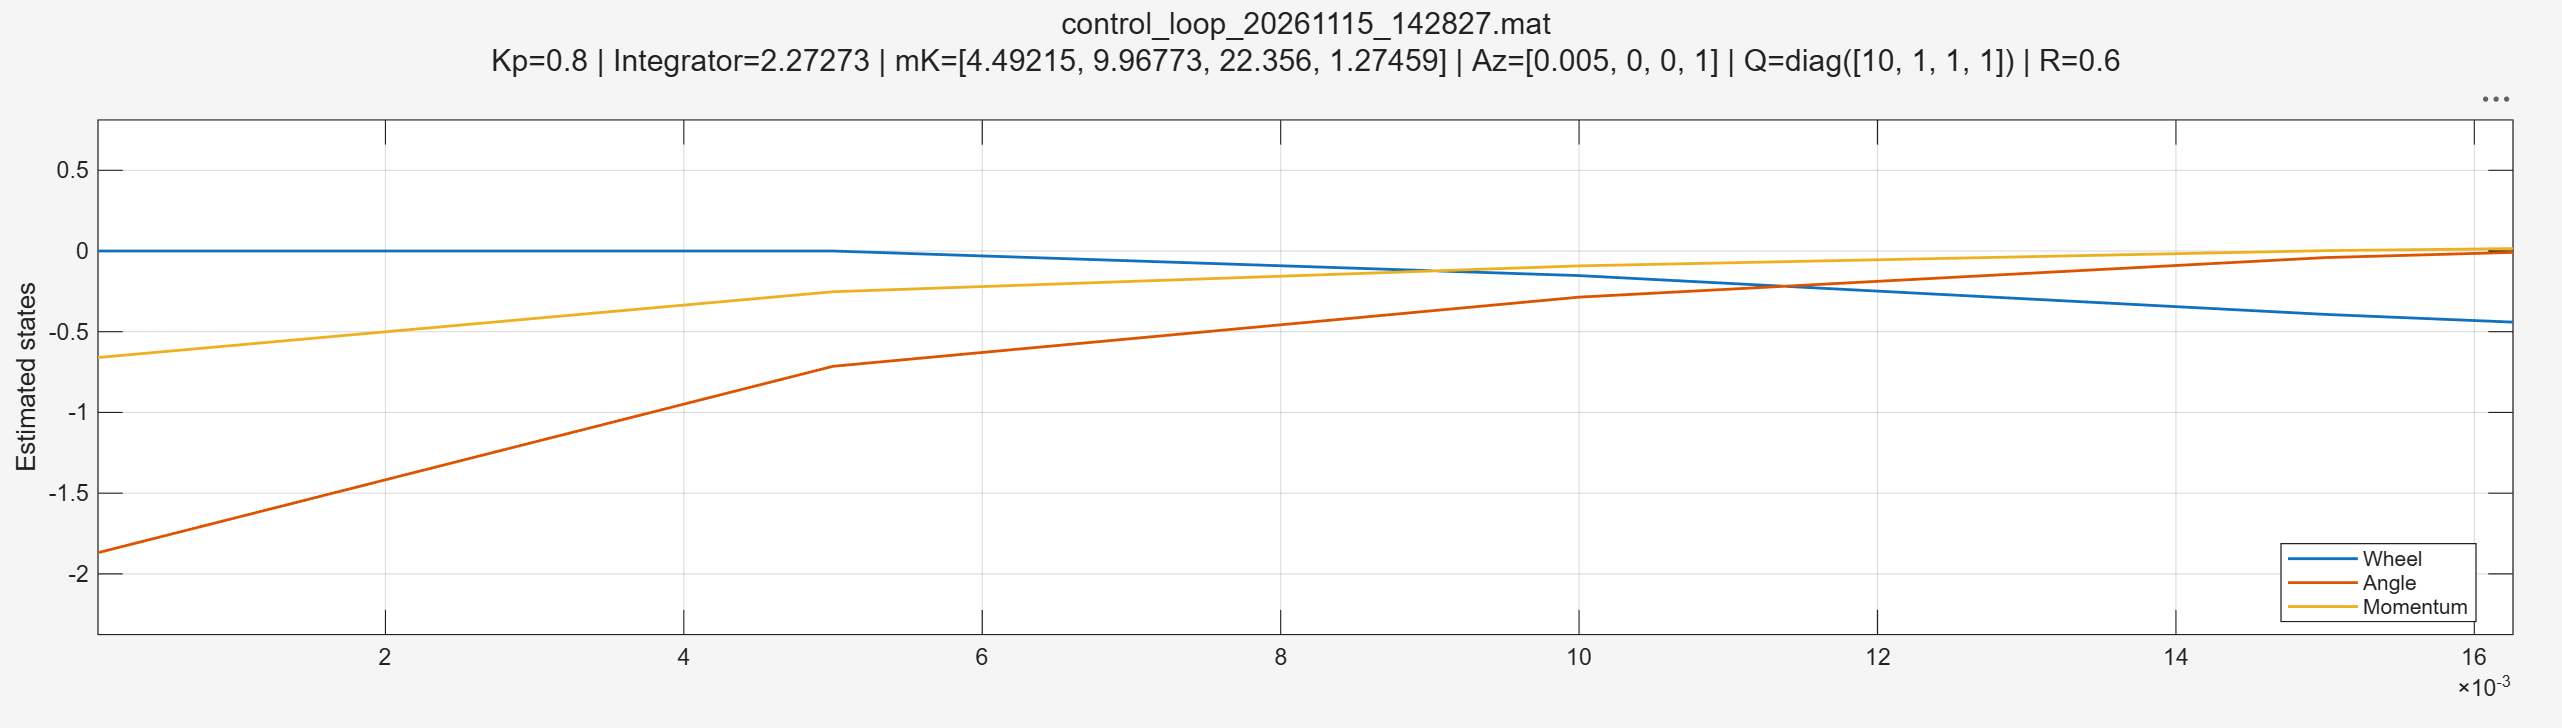 control_loop_20261115_142827.mat
Kp=0.8 | Integrator=2.27273 | mK=[4.49215, 9.96773, 22.356, 1.27459] | Az=[0.005, 0, 0, 1] | Q=diag([10, 1, 1, 1]) | R=0.6
Estimated states
0.5
0
-0.5
-1
-1.5
-2
Wheel
Angle
Momentum
2 4 6 8 10 12 14 16
×10-3